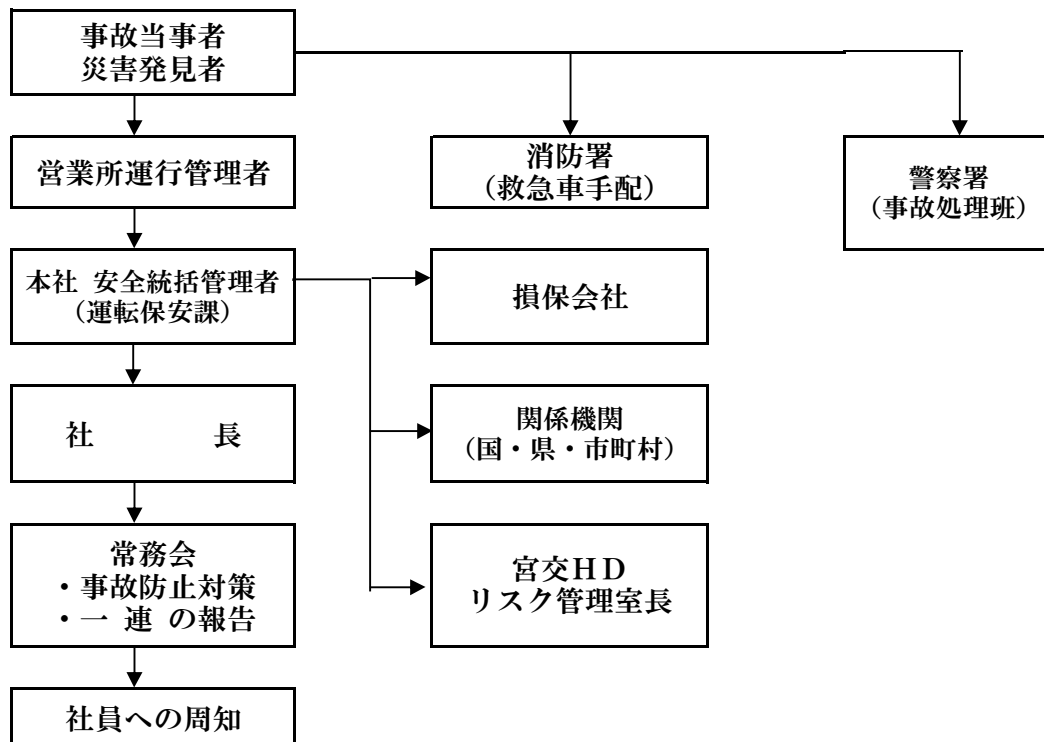 事故当事者
災害発見者
営業所運行管理者
消防署
（救急車手配）
警察署
（事故処理班）
本社 安全統括管理者
（運転保安課）
損保会社
社　　　　長
関係機関
（国・県・市町村）
常務会
・事故防止対策
・一 連 の報告
宮交ＨＤ
リスク管理室長
社員への周知